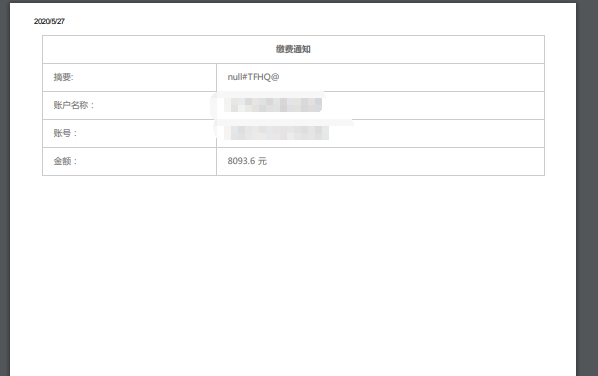 2020/5/27
缴费通知
摘要: null#TFHQ@
账户名称：
账号：
金额： 8093.6 元